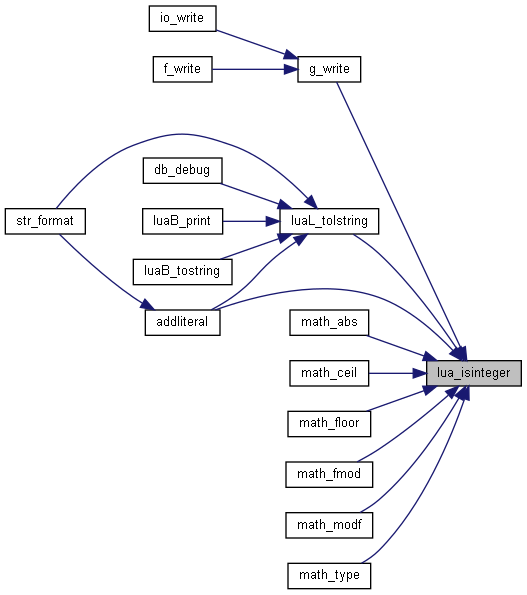 io_write
f_write
g_write
db_debug
str_format
luaB_print
luaL_tolstring
luaB_tostring
addliteral
math_abs
math_ceil
lua_isinteger
math_floor
math_fmod
math_modf
math_type